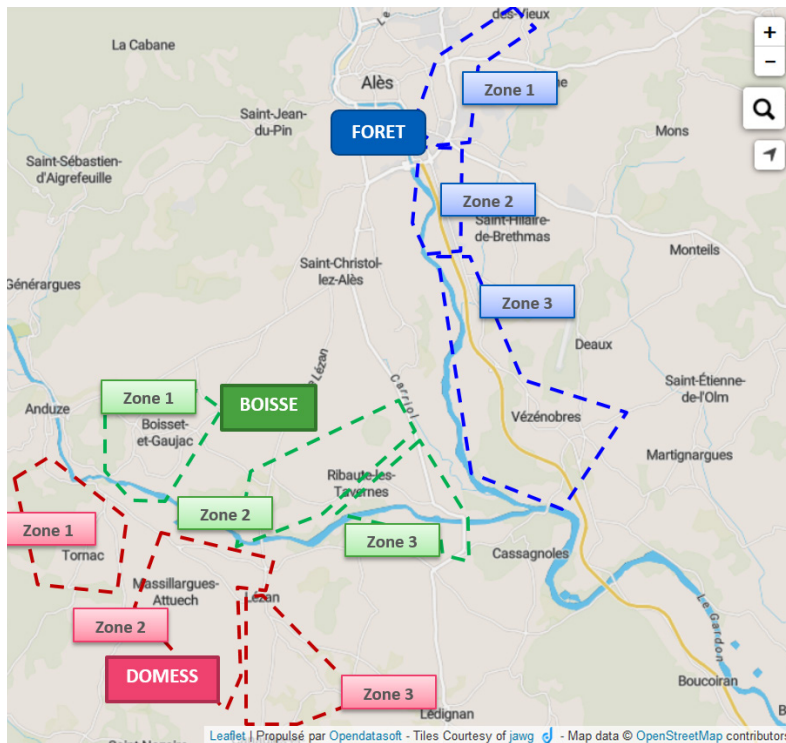 des-Vieux
La Cabane
+
−
Alès
Zone 1
Saint-Jean-
du-Pin
FORET
Mons
Saint-Sébastien-
d'Aigrefeuille
Zone 2
Saint-Hilaire-
de-Brethmas
Monteils
Saint-Christol-
lez-Alès
Générargues
Zone 3
Deaux
Lézan
Carriol
Saint-Étienne-
de-l'Olm
Zone 1
BOISSE
Anduze
Boisset-
et-Gaujac
Vézénobres
Martignargues
Ribaute-les-
Tavernes
Zone 2
Zone 1
Zone 3
Tornac
Cassagnoles
Massillargues-
Attuech
Lézan
Zone 2
Le Gardon
DOMESS
Zone 3
Boucoiran
Lédignan
Leaflet | Propulsé par Opendatasoft - Tiles Courtesy of jawg - Map data © OpenStreetMap contributors